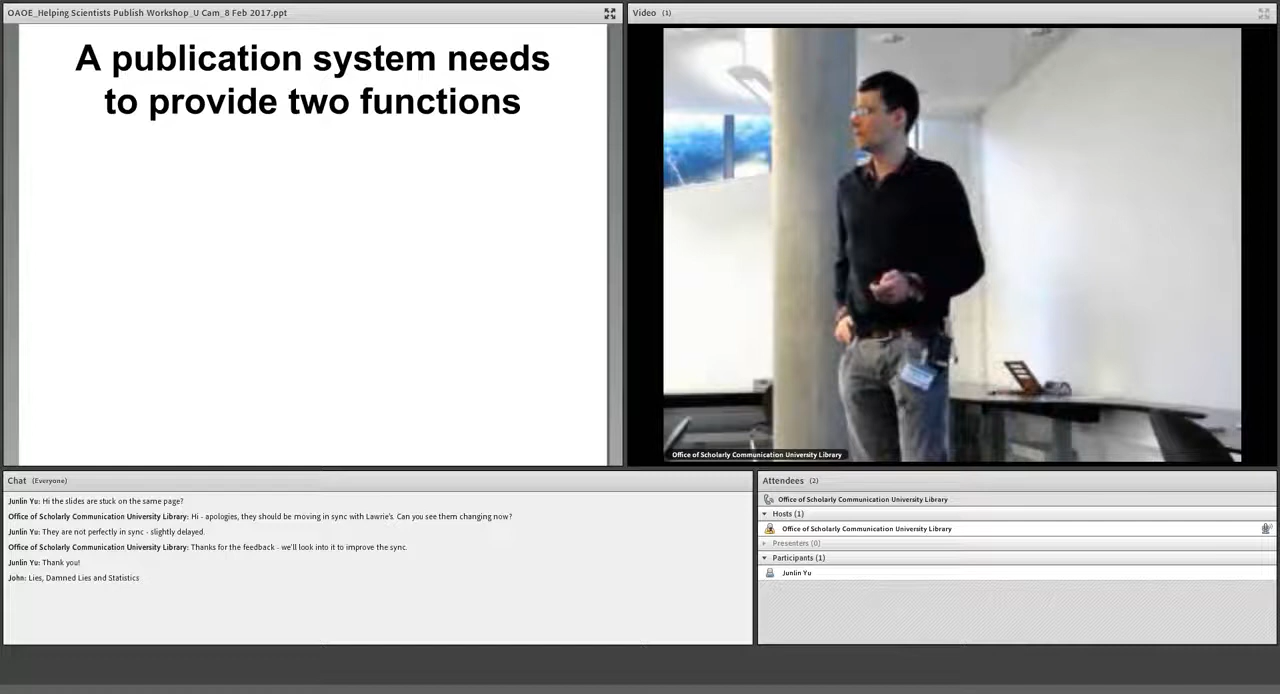 OAOE_Helping Scientists Publish Workshop_U Cam_8 Feb 2017.ppt
A publication system needs
to provide two functions
Video (1)
Office of Scholarly Communication University Library
Chat (Everyone)
Junlin Yu: Hi the slides are stuck on the same page?
Office of Scholarly Communication University Library: Hi - apologies, they should be moving in sync with Lawrie's. Can you see them changing now?
Junlin Yu: They are not perfectly in sync - slightly delayed.
Office of Scholarly Communication University Library: Thanks for the feedback - we'll look into it to improve the sync.
Junlin Yu: Thank you!
John: Lies, Damned Lies and Statistics
Attendees (2)
Office of Scholarly Communication University Library
Hosts (1)
Office of Scholarly Communication University Library
Presenters (0)
Participants (1)
Junlin Yu